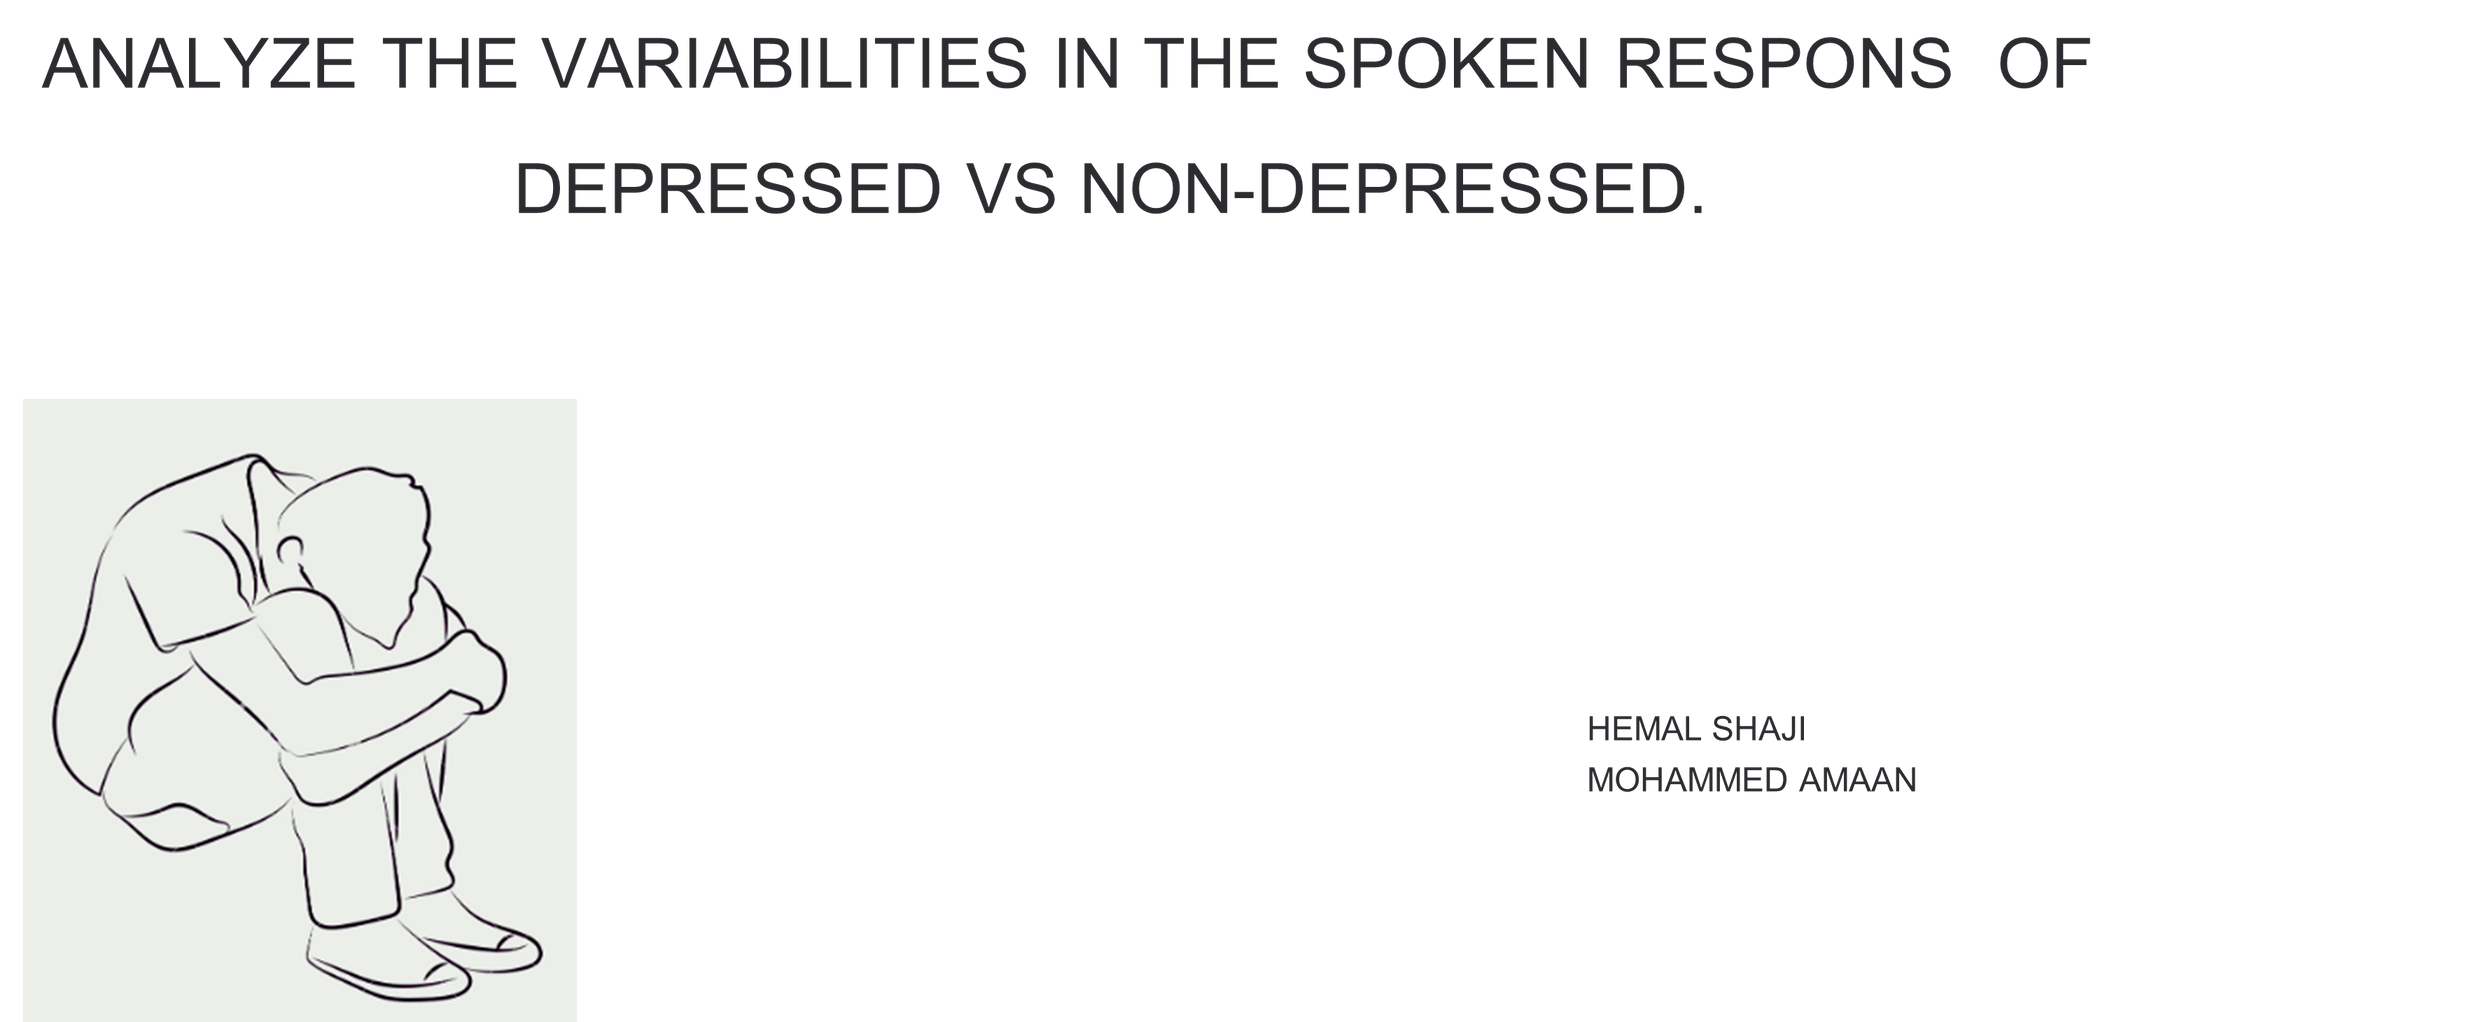 ANALYZE THE VARIABILITIES IN THE SPOKEN RESPONS OF
DEPRESSED VS NON-DEPRESSED.
HEMAL SHAJI
MOHAMMED AMAAN